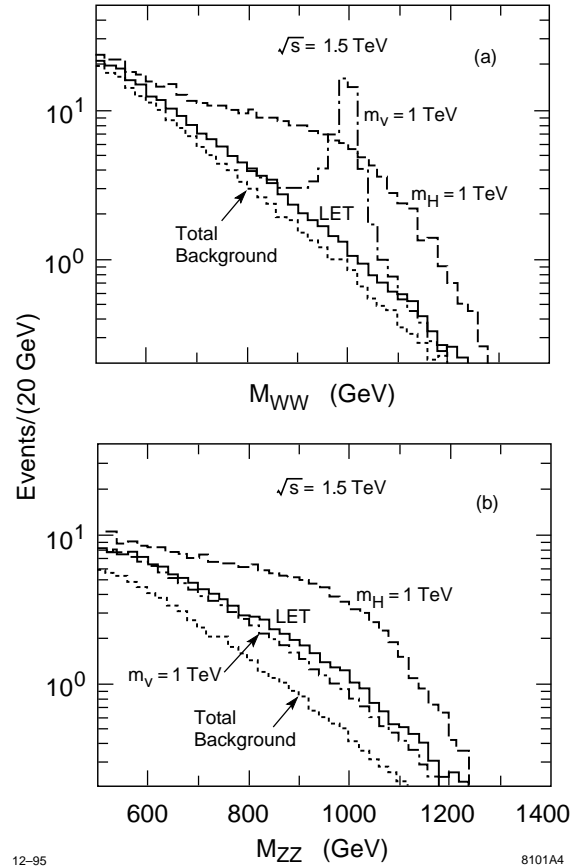 √s = 1.5 TeV
(a)
10¹
m_V = 1 TeV
m_H = 1 TeV
LET
Total
Background
10⁰
M_WW (GeV)
Events/(20 GeV)
√s = 1.5 TeV
(b)
10¹
m_H = 1 TeV
LET
m_V = 1 TeV
10⁰
Total
Background
600 800 1000 1200 1400
M_ZZ (GeV)
12–95
8101A4